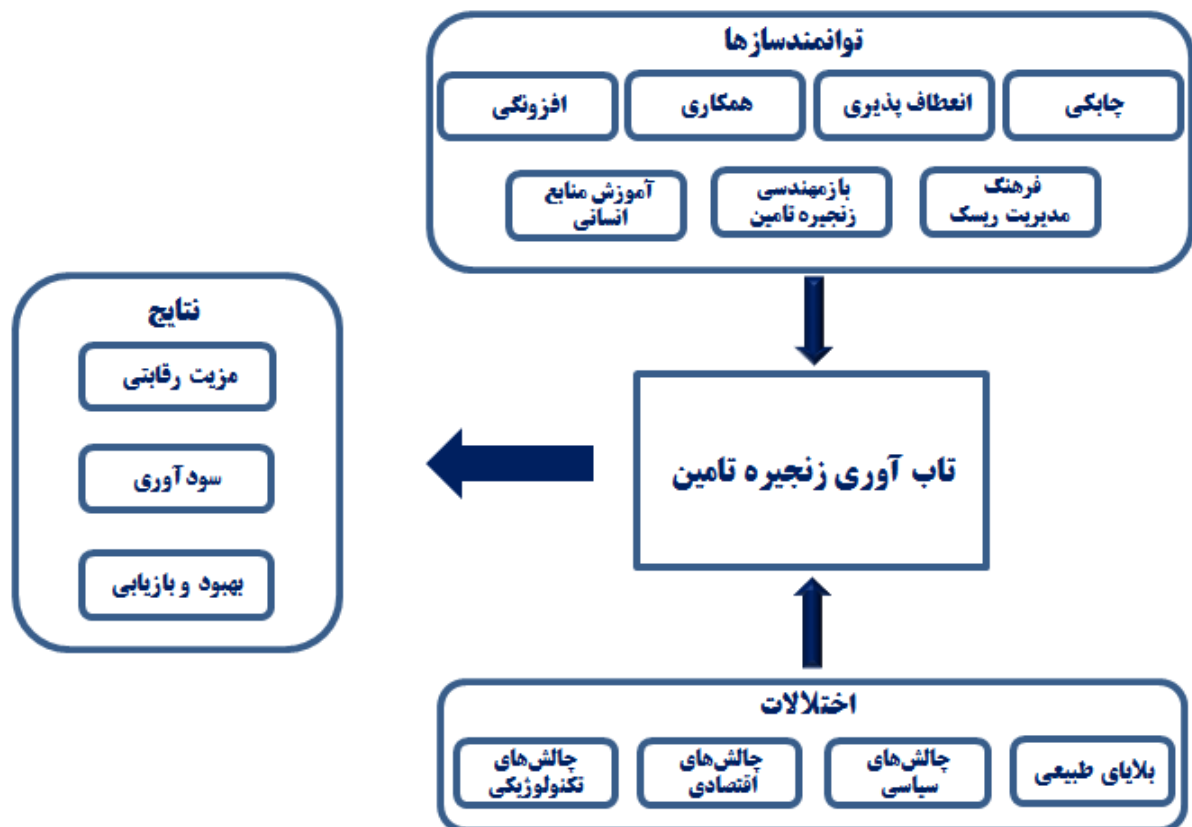 توانمندسازها
چابکی
انعطاف پذیری
همکاری
افزونگی
فرهنگ
مدیریت ریسک
بازمهندسی
زنجیره تامین
آموزش منابع
انسانی
تاب آوری زنجیره تامین
نتایج
مزیت رقابتی
سودآوری
بهبود و بازیابی
اختلالات
بلایای طبیعی
چالش‌های
سیاسی
چالش‌های
اقتصادی
چالش‌های
تکنولوژیکی